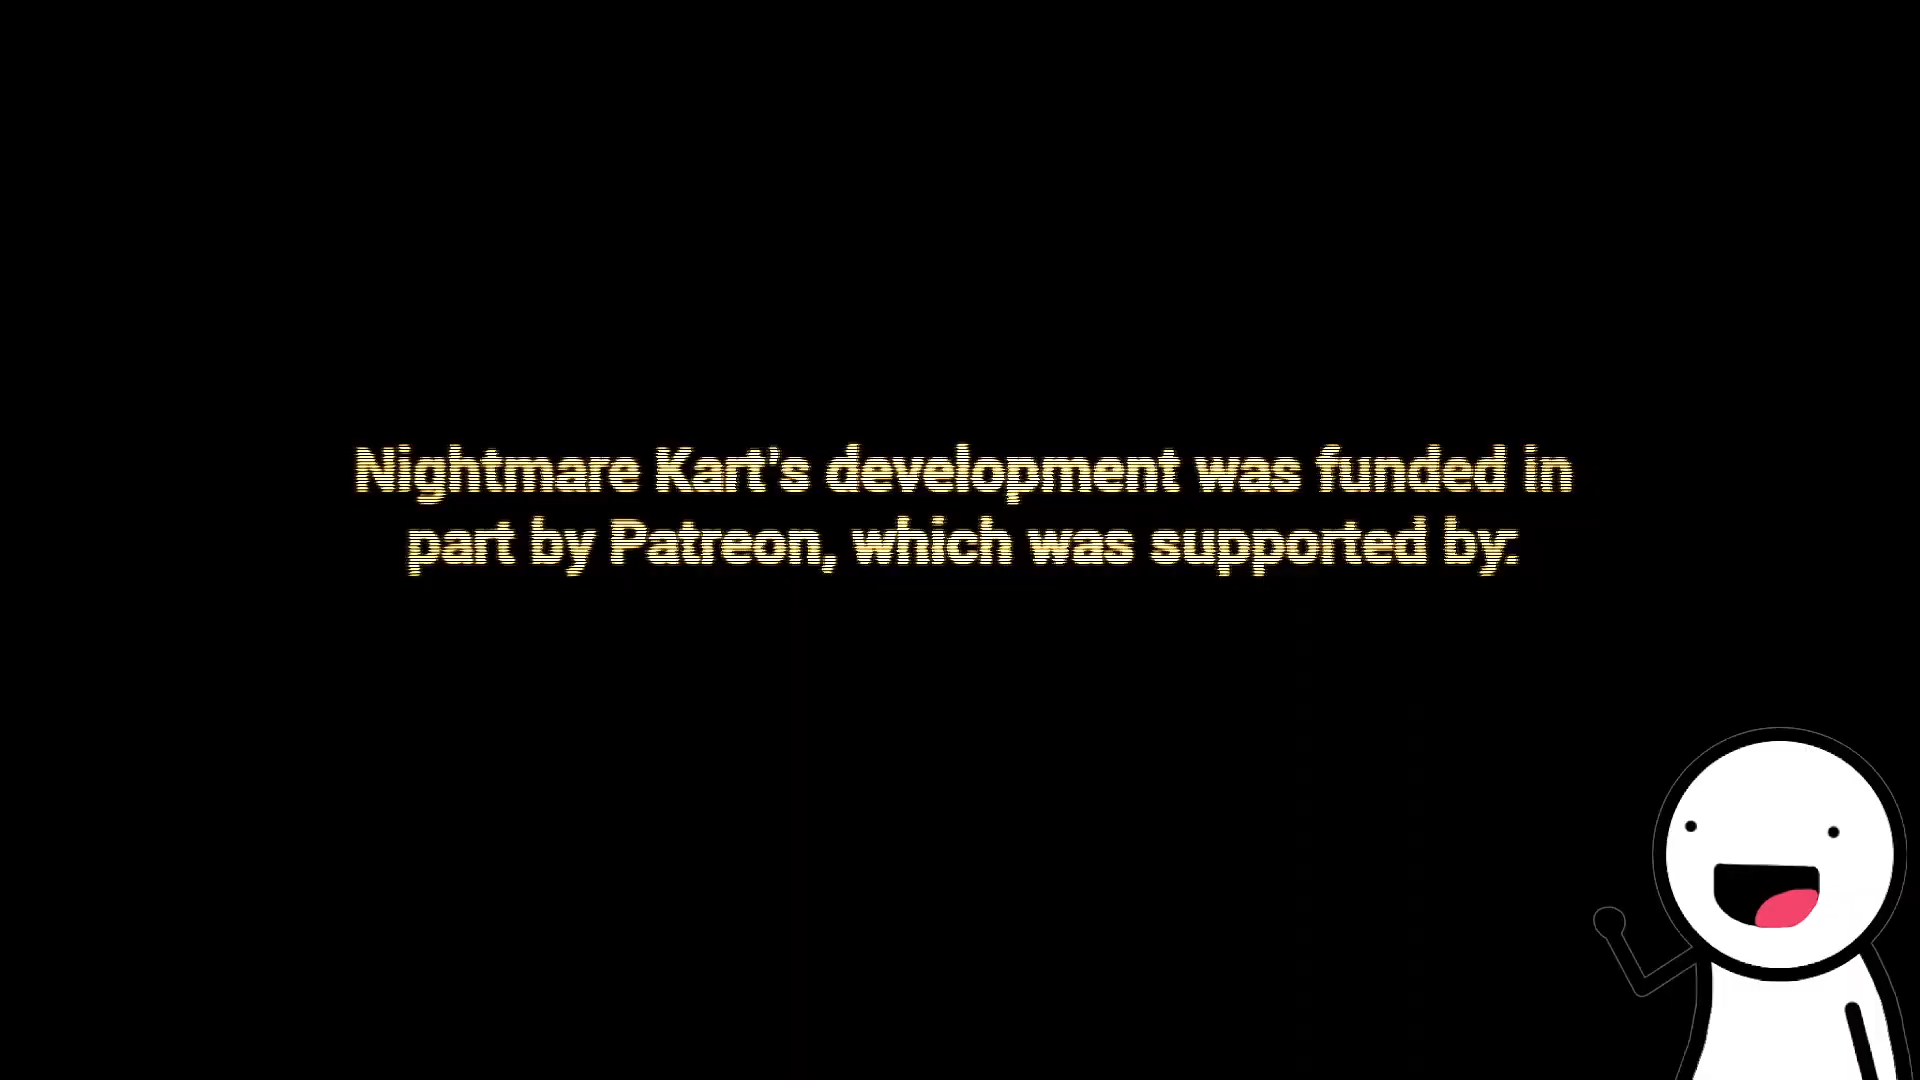 Nightmare Kart's development was funded in
part by Patreon, which was supported by: